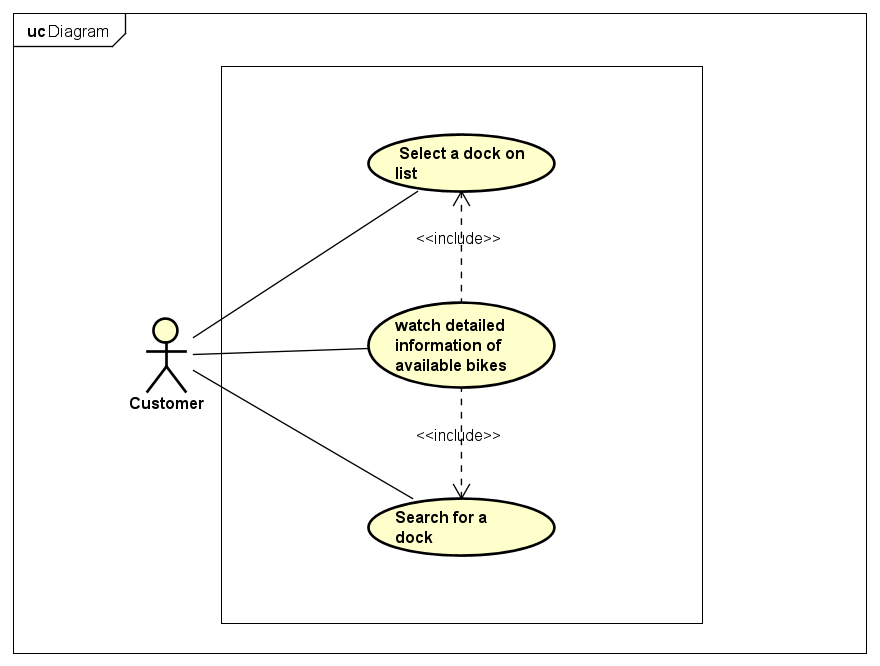 uc Diagram
Select a dock on
list
<<include>>
watch detailed
information of
available bikes
Customer
<<include>>
Search for a
dock